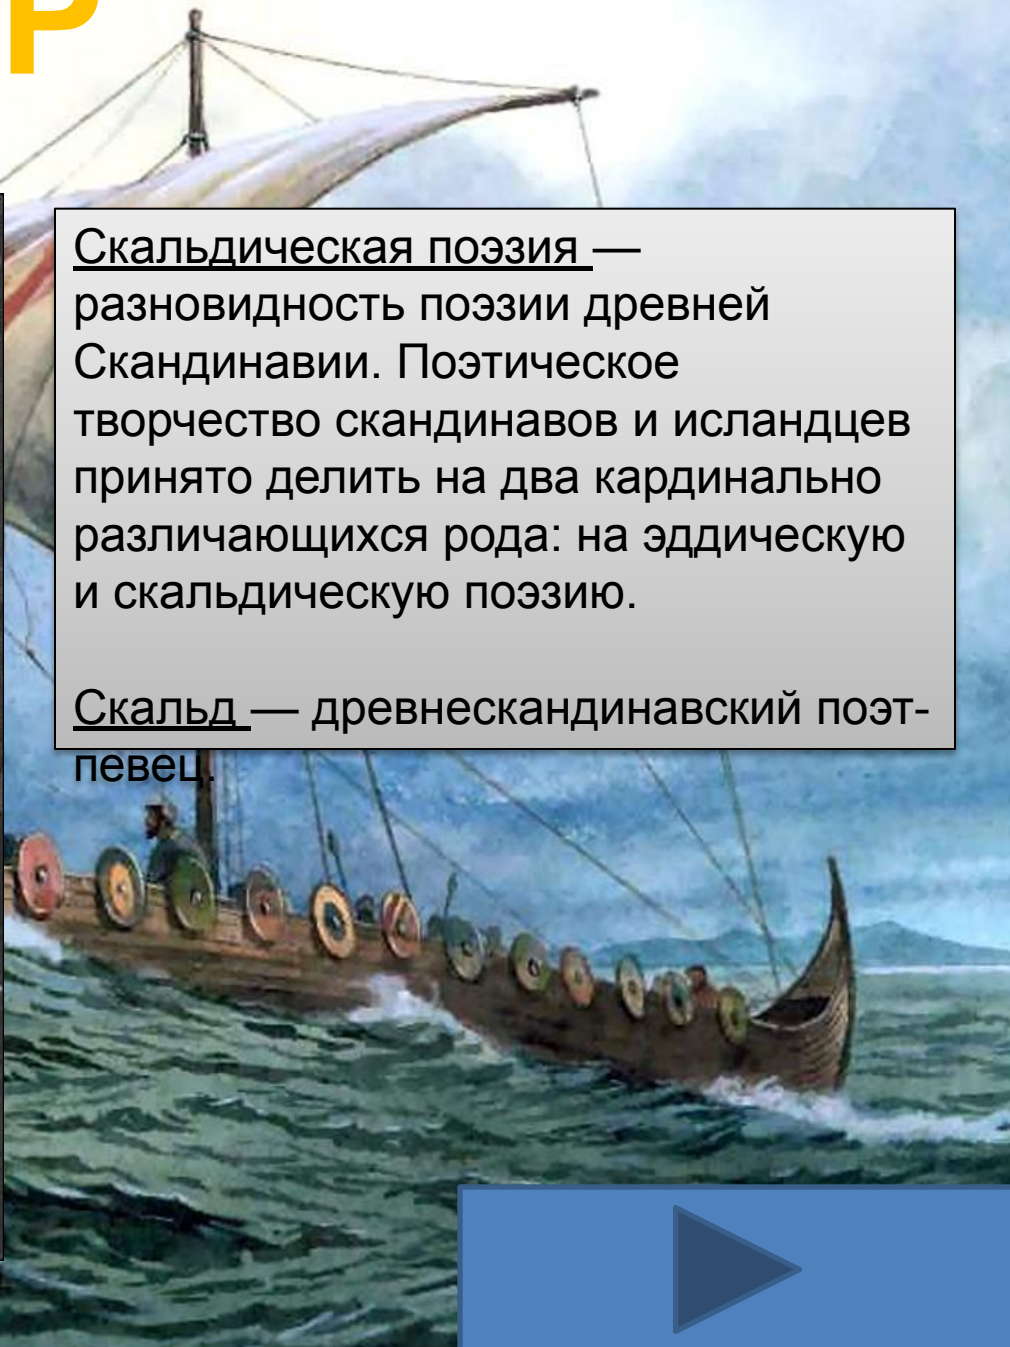 Р
Скальдическая поэзия —
разновидность поэзии древней
Скандинавии. Поэтическое
творчество скандинавов и исландцев
принято делить на два кардинально
различающихся рода: на эддическую
и скальдическую поэзию.
Скальд — древнескандинавский поэт-
певец.